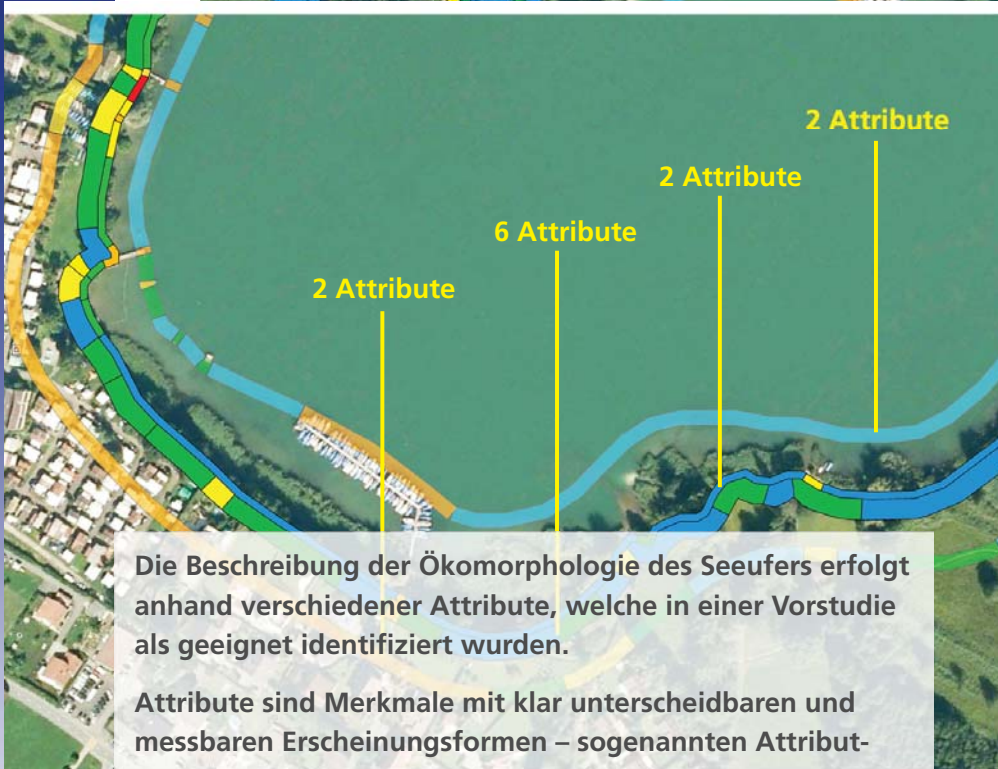 2 Attribute
2 Attribute
6 Attribute
2 Attribute
Die Beschreibung der Ökomorphologie des Seeufers erfolgt
anhand verschiedener Attribute, welche in einer Vorstudie
als geeignet identifiziert wurden.
Attribute sind Merkmale mit klar unterscheidbaren und
messbaren Erscheinungsformen – sogenannten Attribut-